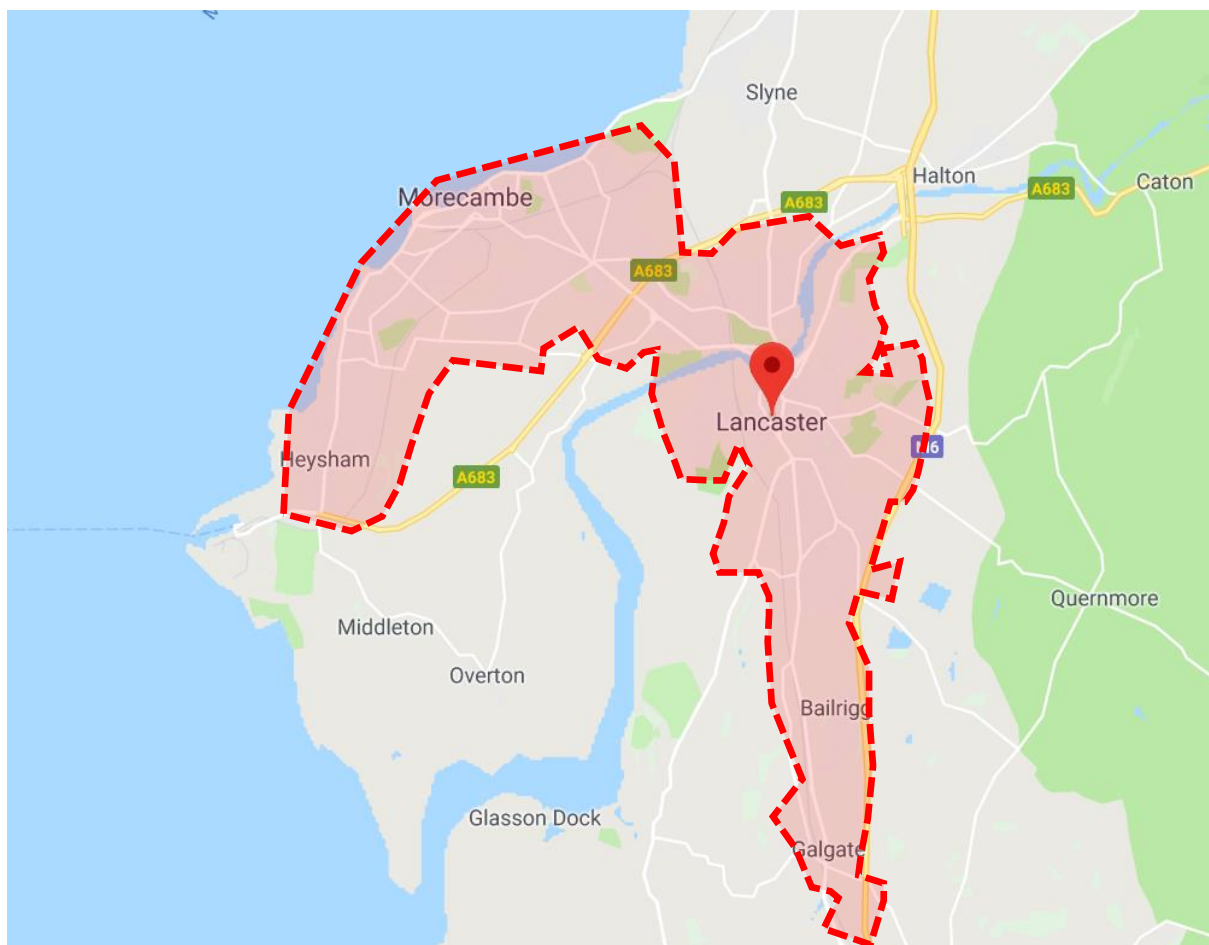 Slyne
Halton
A683
Caton
Morecambe
A683
A683
Lancaster
M6
Heysham
A683
Quernmore
Middleton
Overton
Bailrigg
Glasson Dock
Galgate